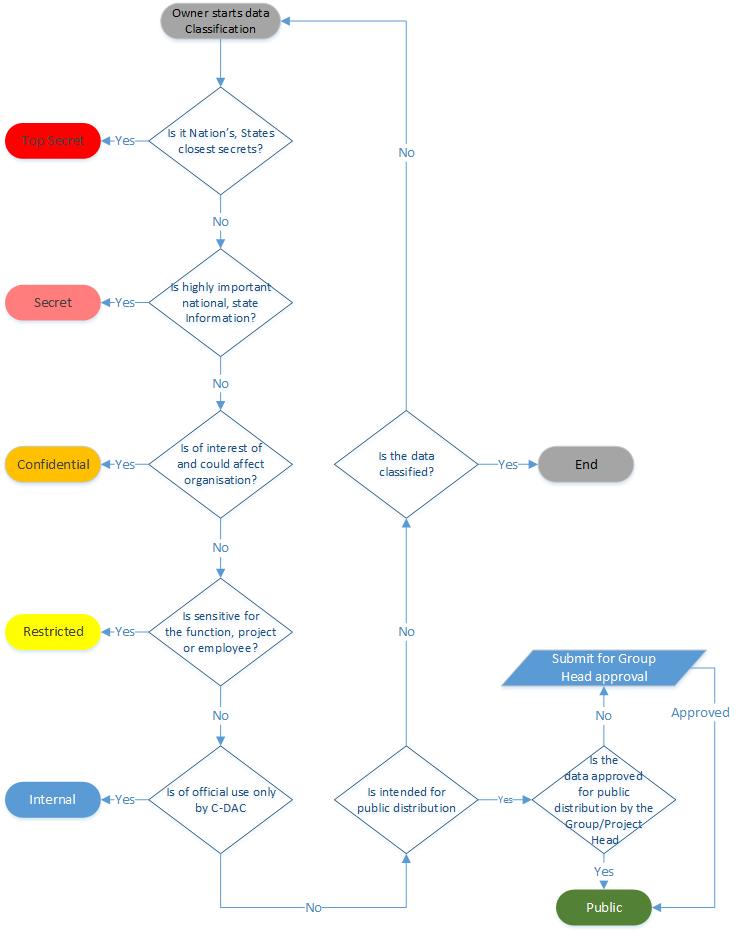 Owner starts data
Classification
Is it Nation's, States
closest secrets?
Yes
Top Secret
No
No
Is highly important
national, state
Information?
Yes
Secret
No
Is of interest of
and could affect
organisation?
Yes
Confidential
Is the data
classified?
Yes
End
No
Is sensitive for
the function, project
or employee?
Yes
Restricted
No
No
Submit for Group
Head approval
Approved
No
Is of official use only
by C-DAC
Yes
Internal
Is intended for
public distribution
Yes
Is the
data approved
for public
distribution by the
Group/Project
Head
Yes
No
Public